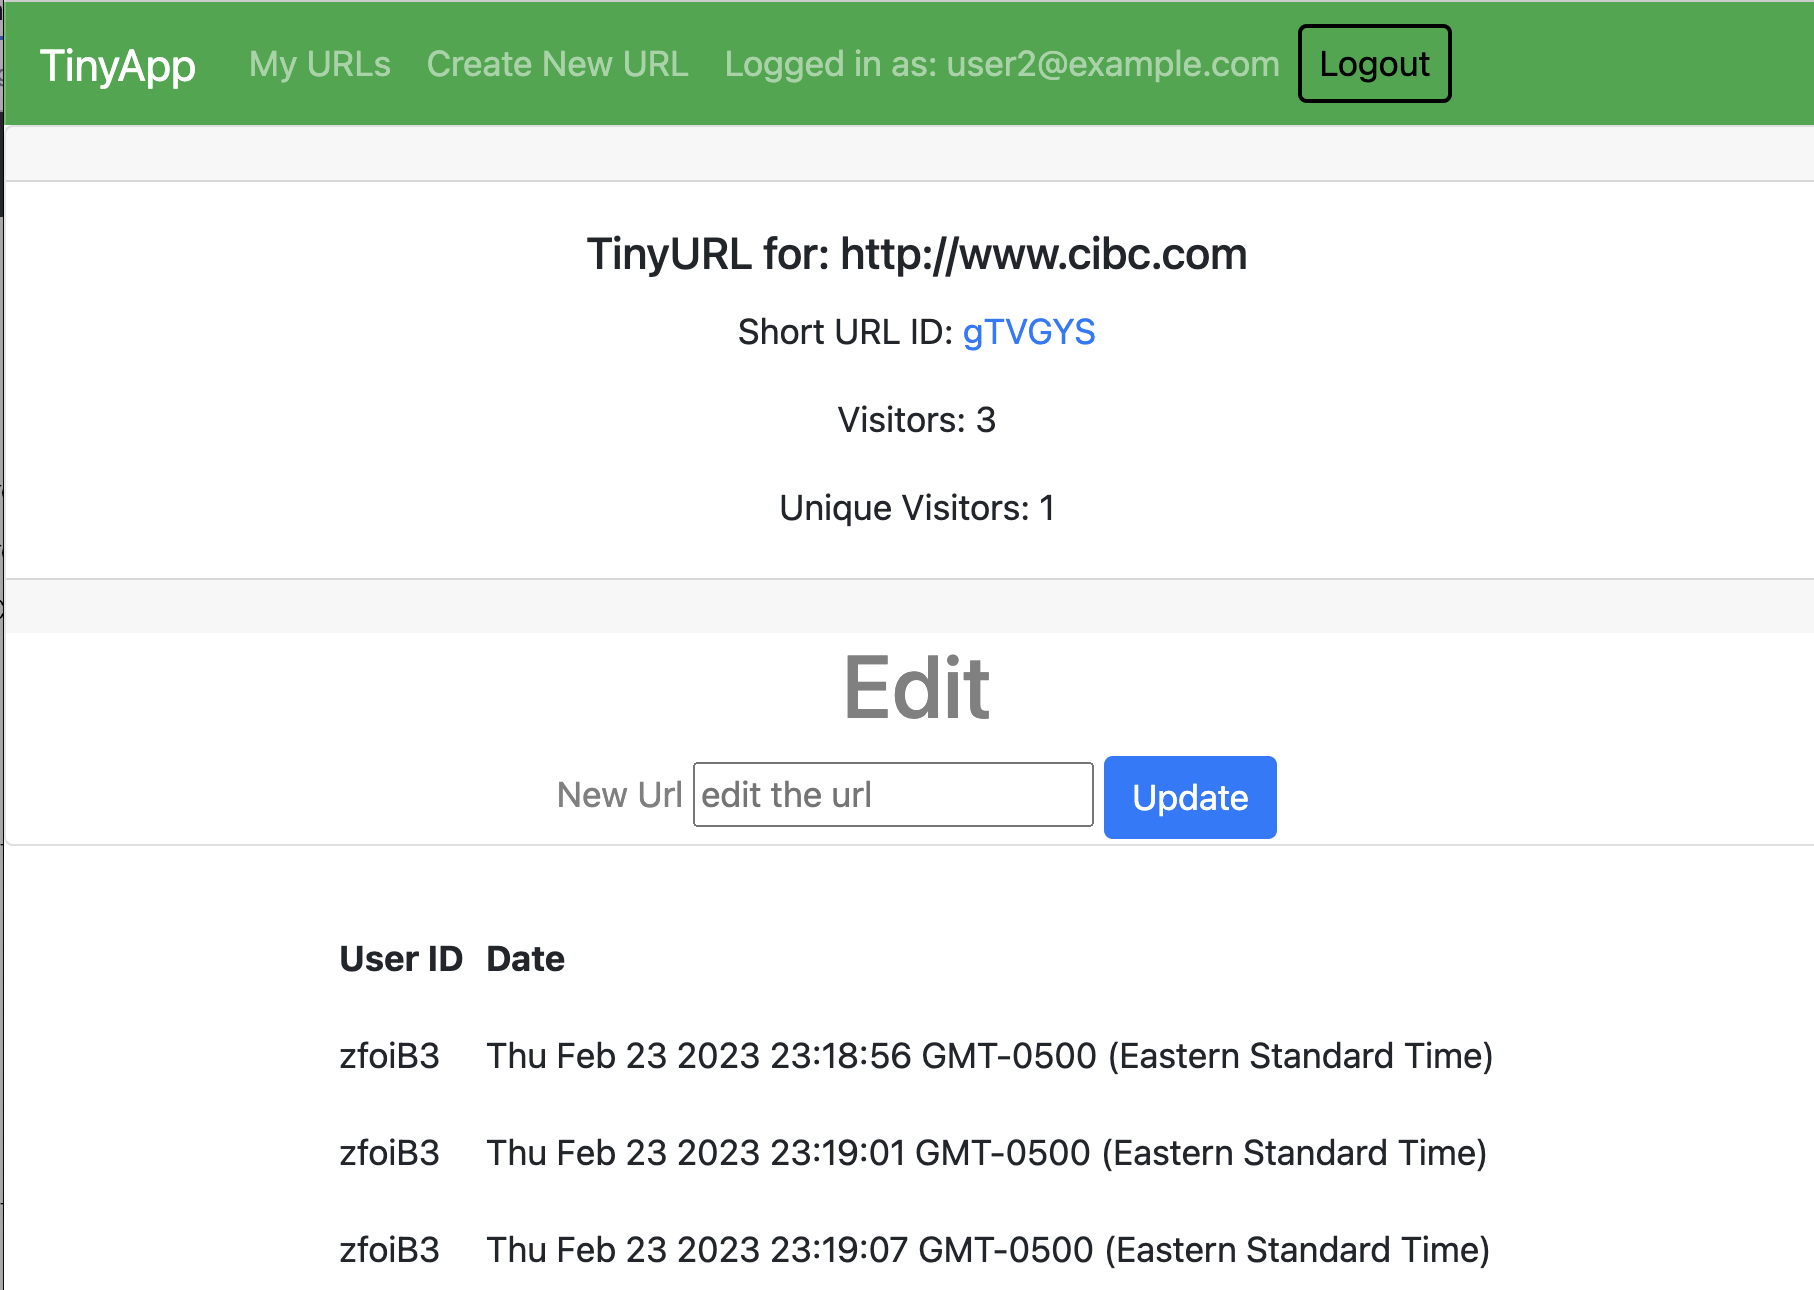 TinyApp My URLs Create New URL Logged in as: user2@example.com Logout
TinyURL for: http://www.cibc.com
Short URL ID: gTVGYS
Visitors: 3
Unique Visitors: 1
Edit
New Url edit the url Update
User ID Date
zfoiB3 Thu Feb 23 2023 23:18:56 GMT-0500 (Eastern Standard Time)
zfoiB3 Thu Feb 23 2023 23:19:01 GMT-0500 (Eastern Standard Time)
zfoiB3 Thu Feb 23 2023 23:19:07 GMT-0500 (Eastern Standard Time)